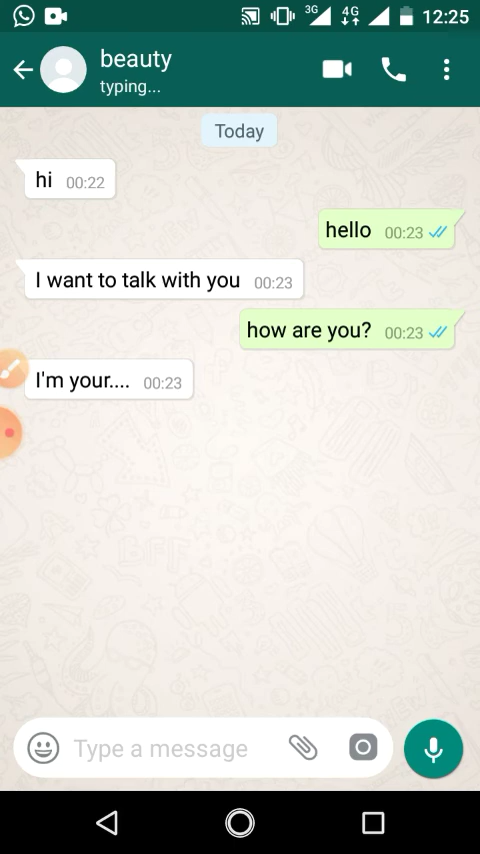 3G 4G 12:25
beauty
typing...
Today
hi 00:22
hello 00:23
I want to talk with you 00:23
how are you? 00:23
I'm your.... 00:23
BFF
Type a message